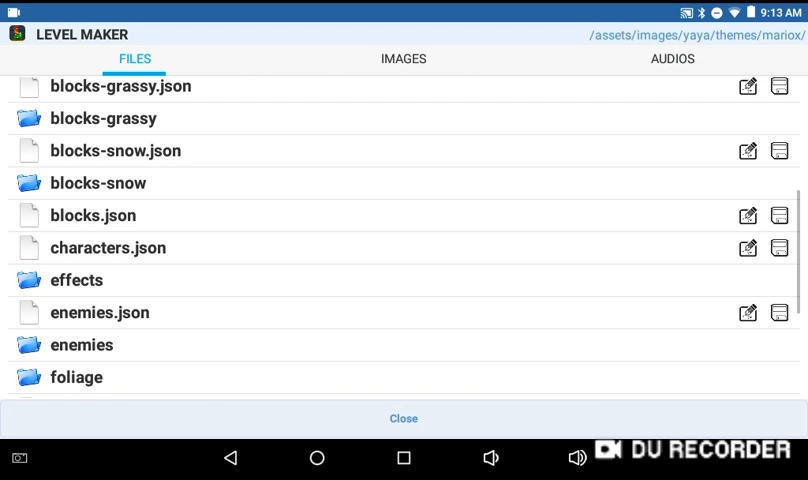 9:13 AM
LEVEL MAKER
/assets/images/yaya/themes/mariox/
FILES
IMAGES
AUDIOS
blocks-grassy.json
blocks-grassy
blocks-snow.json
blocks-snow
blocks.json
characters.json
effects
enemies.json
enemies
foliage
Close
DU RECORDER